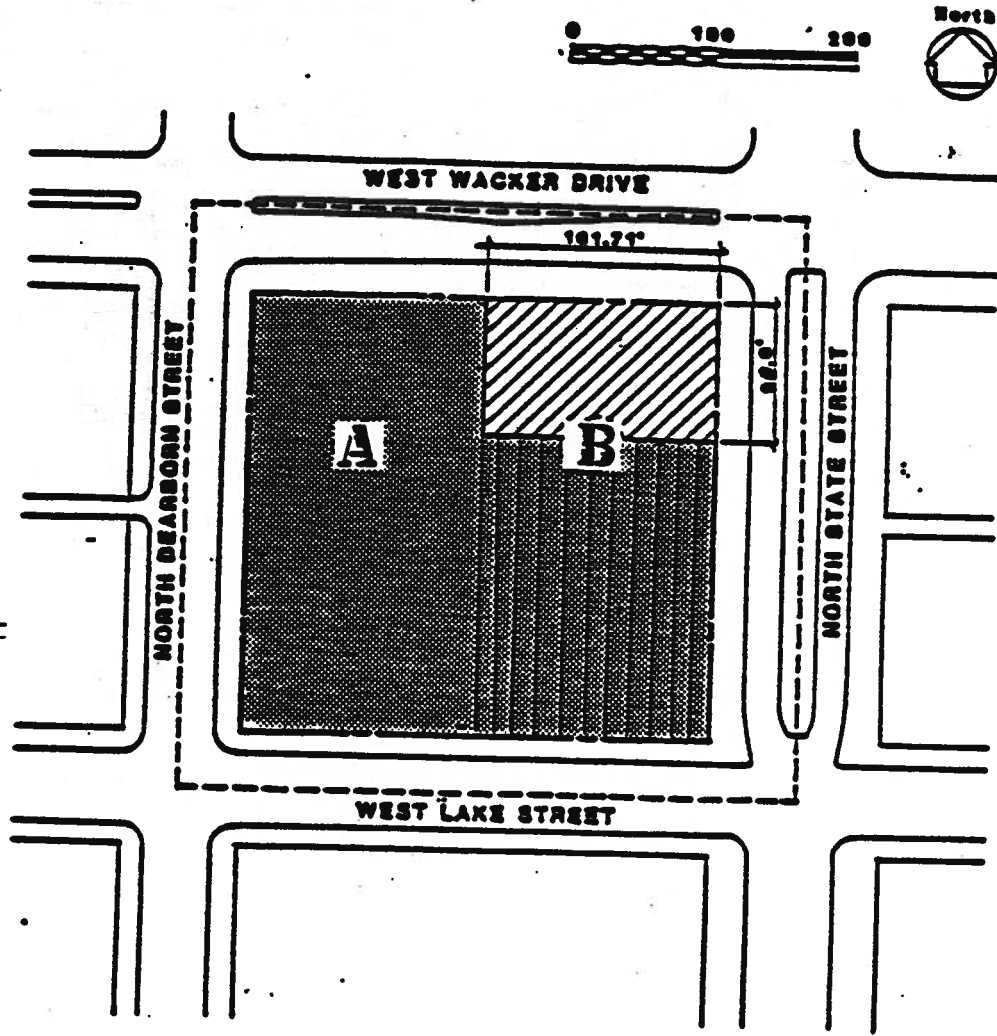 North
0 100 200
WEST WACKER DRIVE
161.71'
NORTH DEARBORN STREET
A
B
NORTH STATE STREET
WEST LAKE STREET